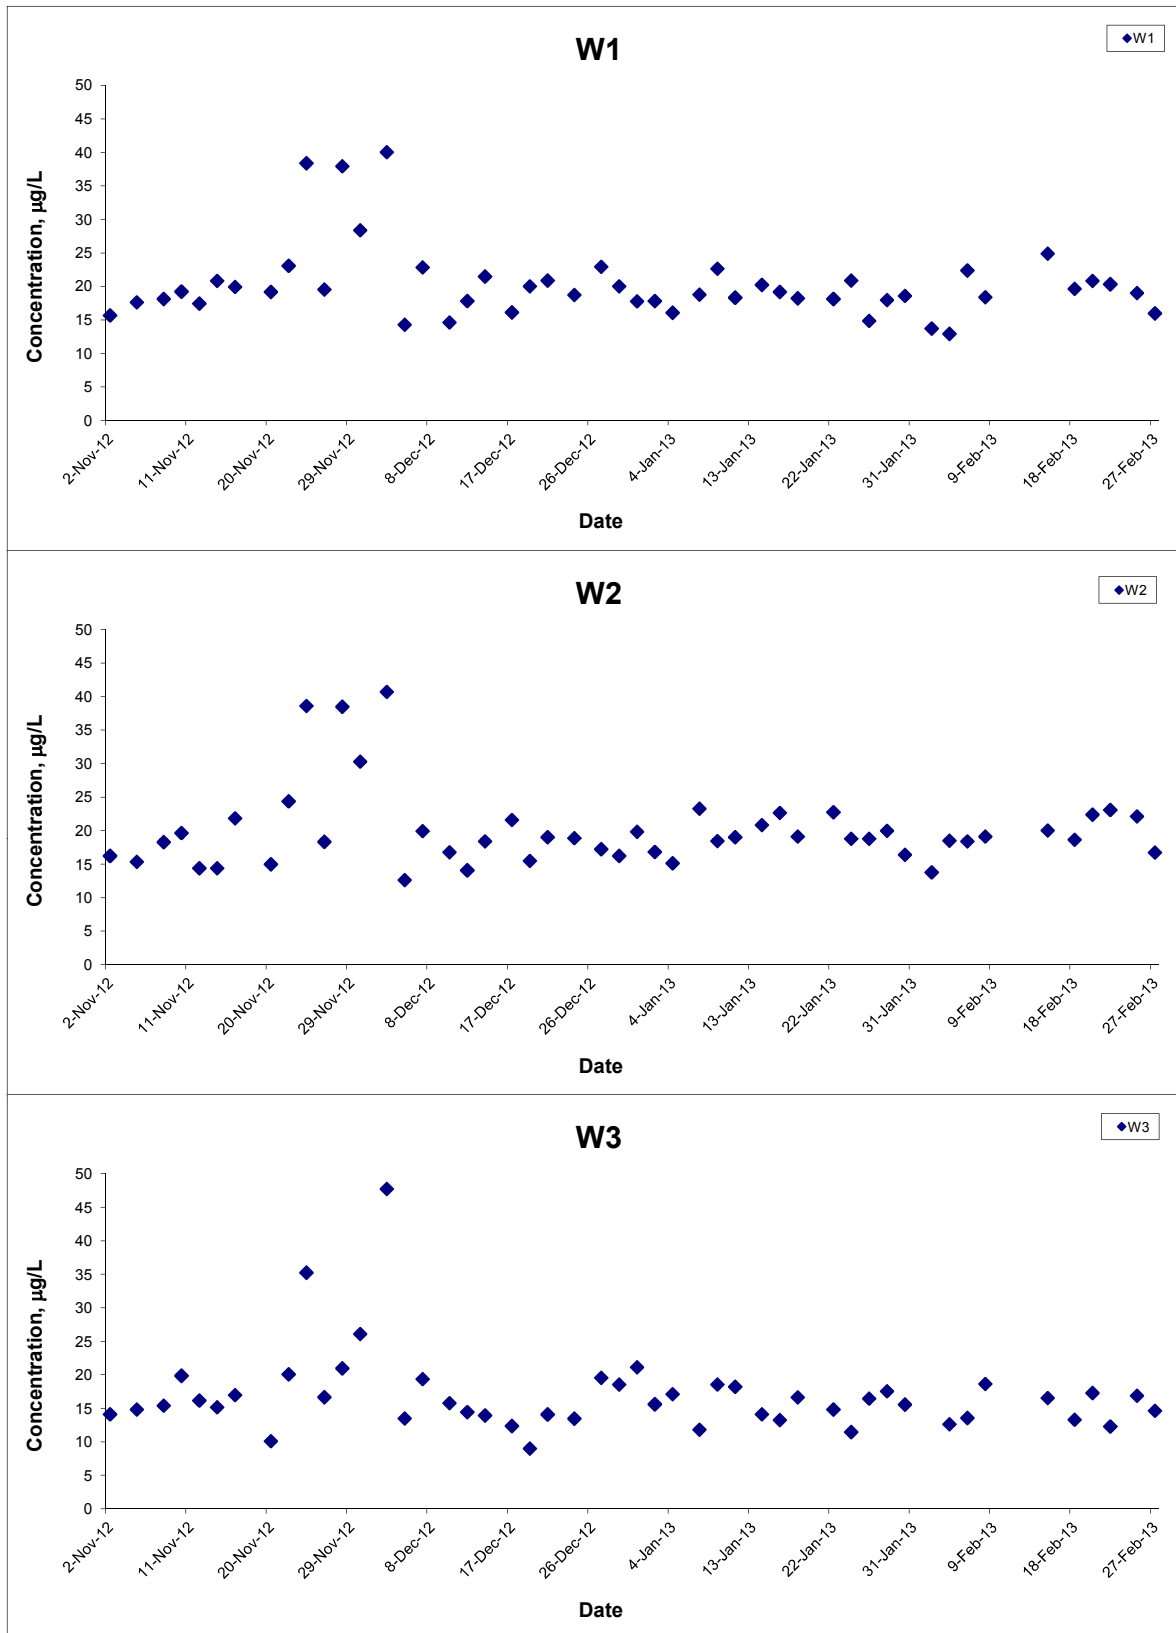 W1
W1
50
45
40
35
30
25
20
15
10
5
0
Concentration, µg/L
2-Nov-12
11-Nov-12
20-Nov-12
29-Nov-12
8-Dec-12
17-Dec-12
26-Dec-12
4-Jan-13
13-Jan-13
22-Jan-13
31-Jan-13
9-Feb-13
18-Feb-13
27-Feb-13
Date
W2
W2
50
45
40
35
30
25
20
15
10
5
0
Concentration, µg/L
2-Nov-12
11-Nov-12
20-Nov-12
29-Nov-12
8-Dec-12
17-Dec-12
26-Dec-12
4-Jan-13
13-Jan-13
22-Jan-13
31-Jan-13
9-Feb-13
18-Feb-13
27-Feb-13
Date
W3
W3
50
45
40
35
30
25
20
15
10
5
0
Concentration, µg/L
2-Nov-12
11-Nov-12
20-Nov-12
29-Nov-12
8-Dec-12
17-Dec-12
26-Dec-12
4-Jan-13
13-Jan-13
22-Jan-13
31-Jan-13
9-Feb-13
18-Feb-13
27-Feb-13
Date